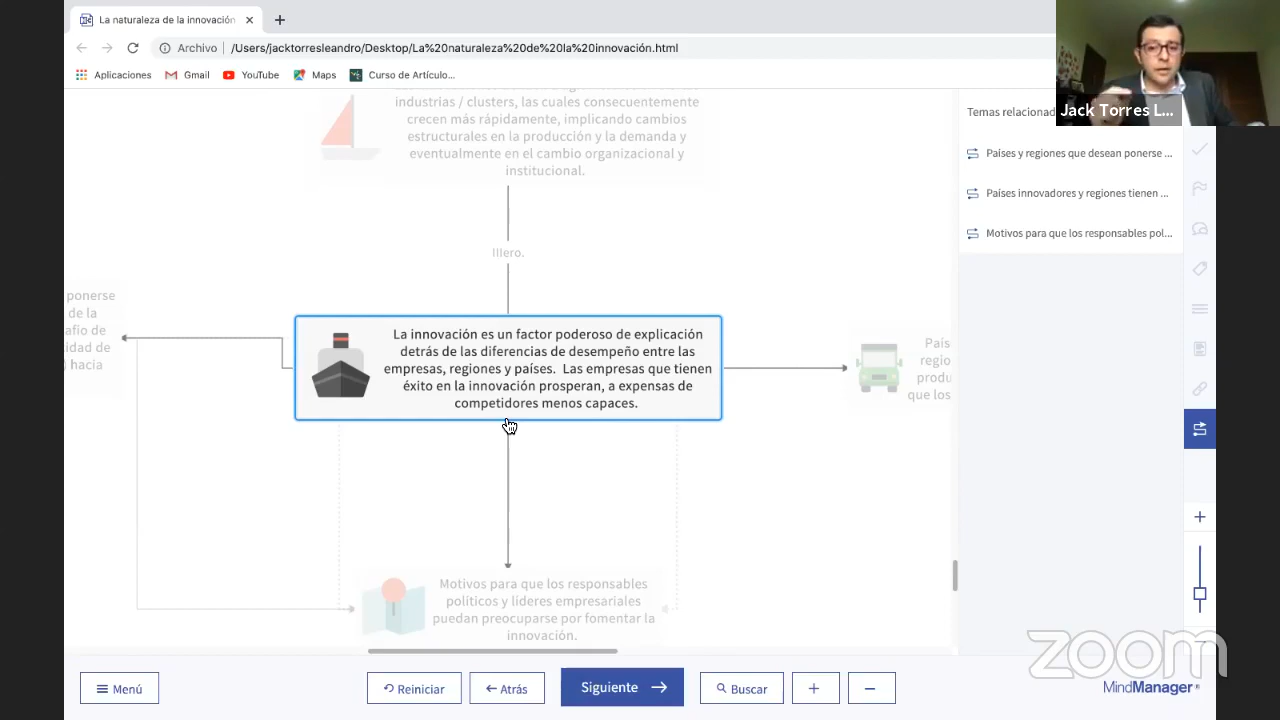 La naturaleza de la innovación
Archivo
/Users/jacktorresleandro/Desktop/La%20naturaleza%20de%20la%20innovación.html
Aplicaciones
Gmail
YouTube
Maps
Curso de Artículo...
Jack Torres L...
industrias / clusters, las cuales consecuentemente
crecen más rápidamente, implicando cambios
estructurales en la producción y la demanda y
eventualmente en el cambio organizacional y
institucional.
IIIero.
ponerse
de la
afío de
idad de
) hacia
La innovación es un factor poderoso de explicación
detrás de las diferencias de desempeño entre las
empresas, regiones y países. Las empresas que tienen
éxito en la innovación prosperan, a expensas de
competidores menos capaces.
País
regio
produ
que los
Motivos para que los responsables
políticos y líderes empresariales
puedan preocuparse por fomentar la
innovación.
Temas relacionad
Países y regiones que desean ponerse ...
Países innovadores y regiones tienen ...
Motivos para que los responsables pol...
Menú
Reiniciar
Atrás
Siguiente
Buscar
zoom
MindManager